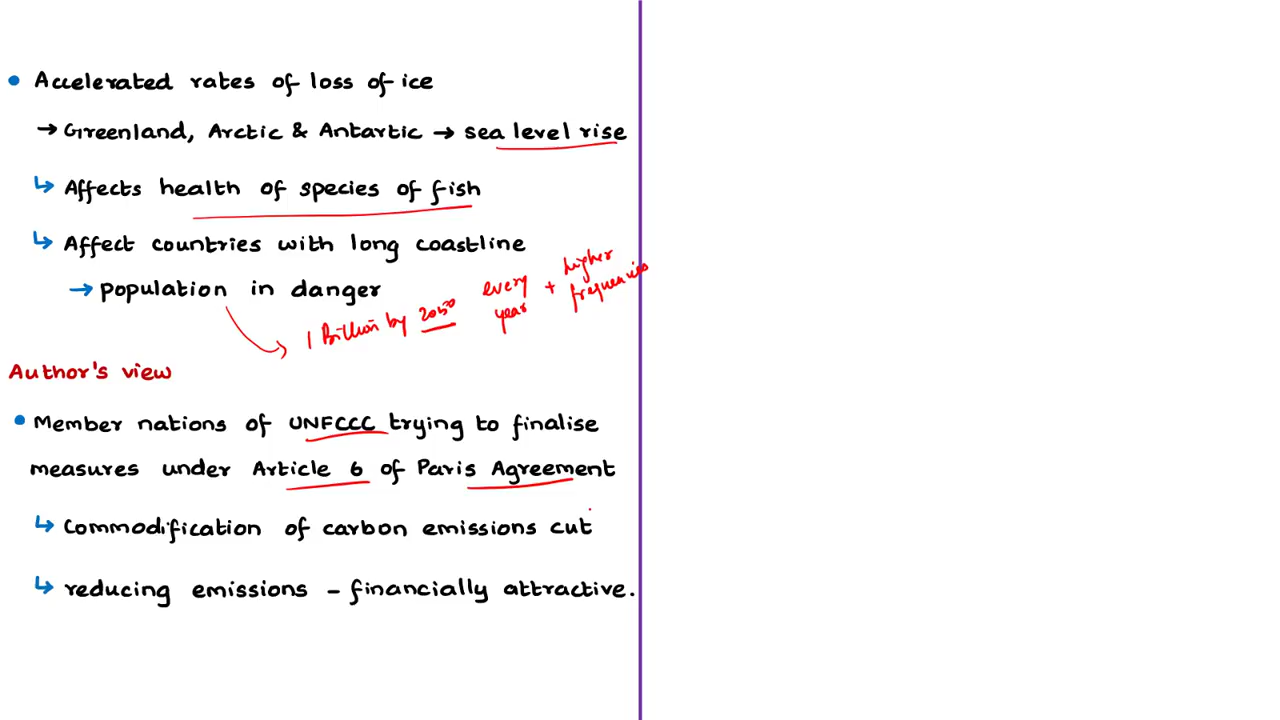 • Accelerated rates of loss of ice
→ Greenland, Arctic & Antartic → sea level rise
↳ Affects health of species of fish
↳ Affect countries with long coastline
→ population in danger
1 Billion by 2050 every year + higher frequencies
Author's view
• Member nations of UNFCCC trying to finalise
measures under Article 6 of Paris Agreement
↳ Commodification of carbon emissions cut
↳ reducing emissions – financially attractive.